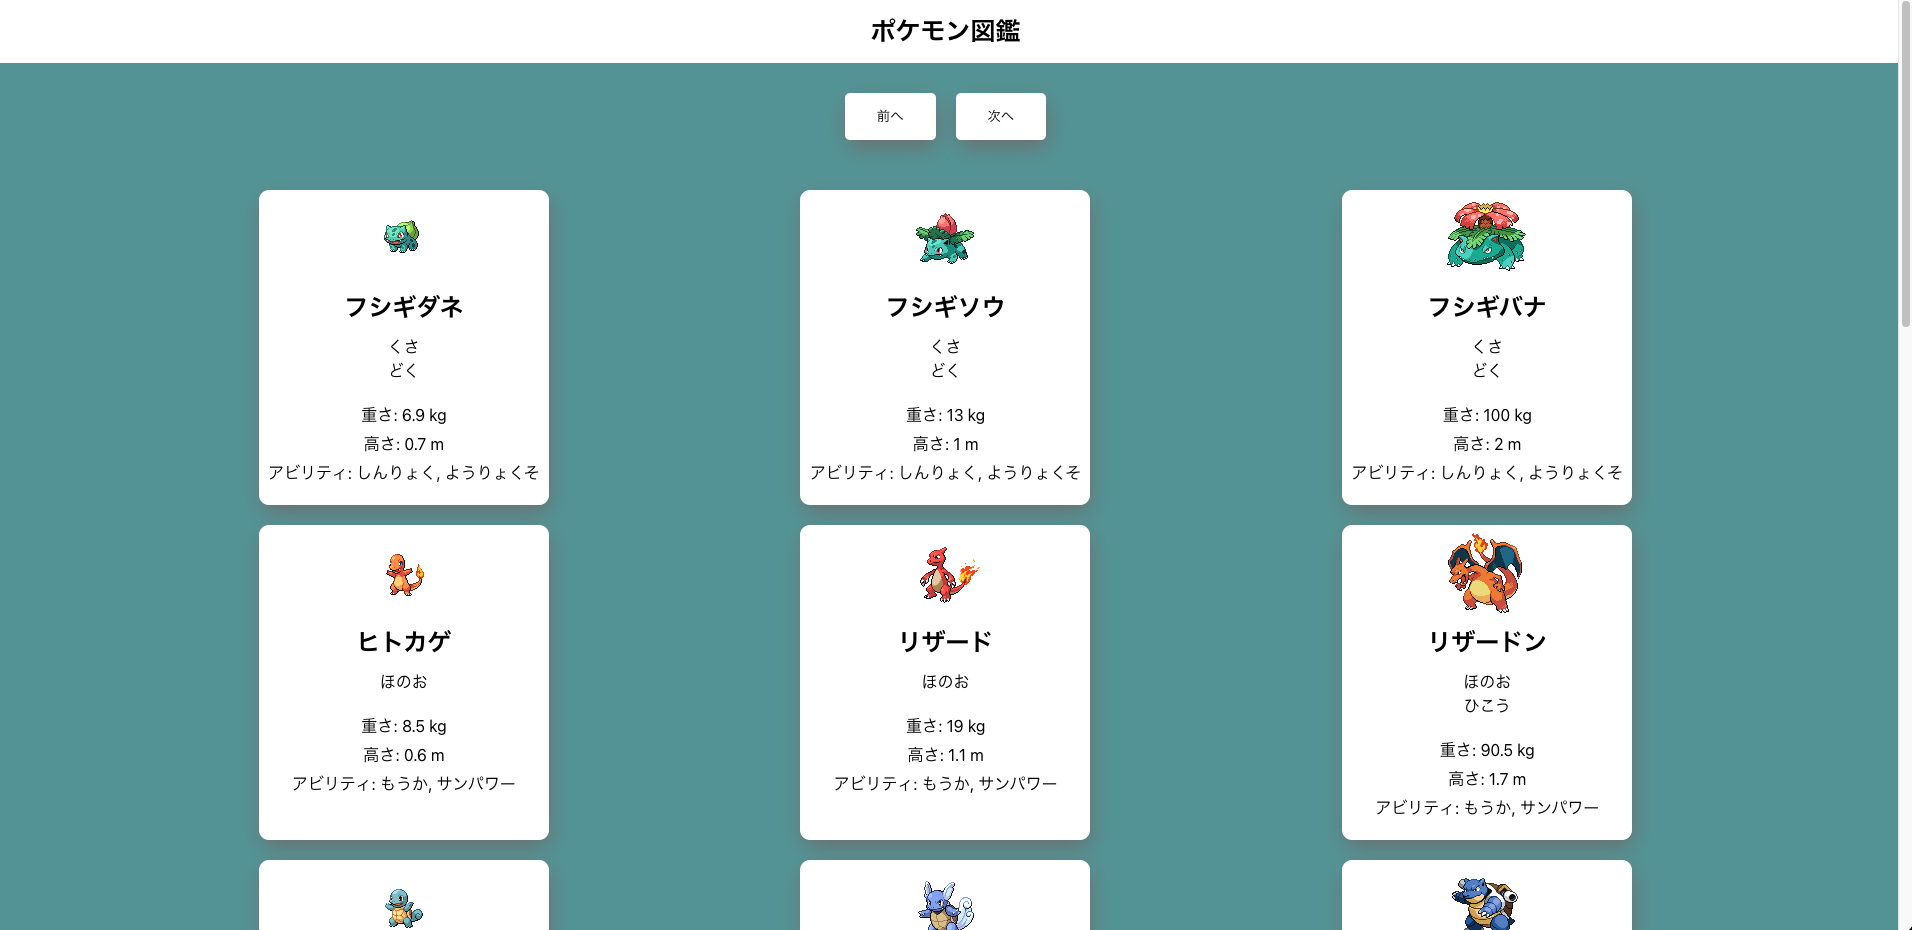 ポケモン図鑑
前へ
次へ
フシギダネ
くさ
どく
重さ: 6.9 kg
高さ: 0.7 m
アビリティ: しんりょく, ようりょくそ
フシギソウ
くさ
どく
重さ: 13 kg
高さ: 1 m
アビリティ: しんりょく, ようりょくそ
フシギバナ
くさ
どく
重さ: 100 kg
高さ: 2 m
アビリティ: しんりょく, ようりょくそ
ヒトカゲ
ほのお
重さ: 8.5 kg
高さ: 0.6 m
アビリティ: もうか, サンパワー
リザード
ほのお
重さ: 19 kg
高さ: 1.1 m
アビリティ: もうか, サンパワー
リザードン
ほのお
ひこう
重さ: 90.5 kg
高さ: 1.7 m
アビリティ: もうか, サンパワー